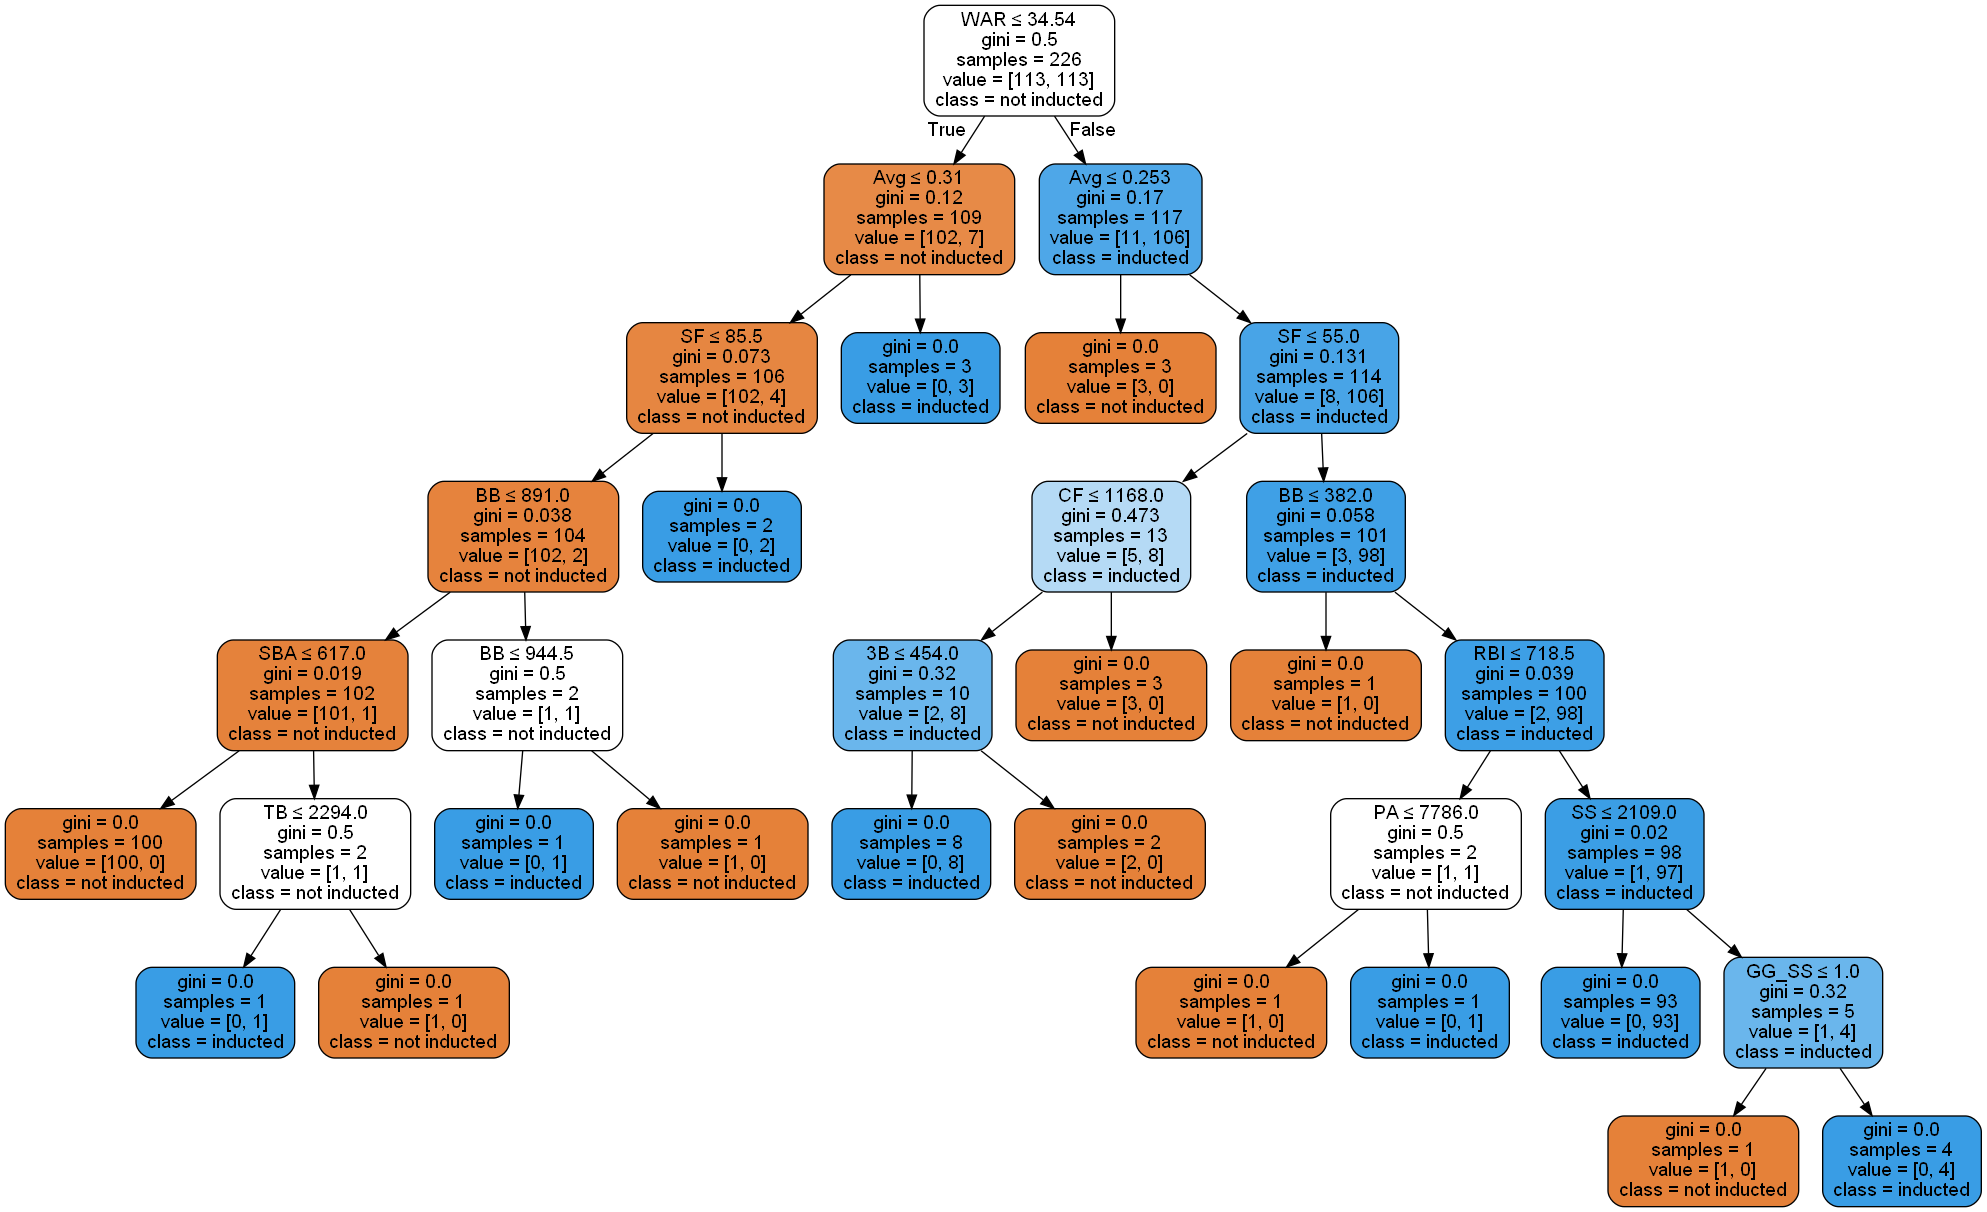 WAR ≤ 34.54
gini = 0.5
samples = 226
value = [113, 113]
class = not inducted
True
False
Avg ≤ 0.31
gini = 0.12
samples = 109
value = [102, 7]
class = not inducted
Avg ≤ 0.253
gini = 0.17
samples = 117
value = [11, 106]
class = inducted
SF ≤ 85.5
gini = 0.073
samples = 106
value = [102, 4]
class = not inducted
gini = 0.0
samples = 3
value = [0, 3]
class = inducted
gini = 0.0
samples = 3
value = [3, 0]
class = not inducted
SF ≤ 55.0
gini = 0.131
samples = 114
value = [8, 106]
class = inducted
BB ≤ 891.0
gini = 0.038
samples = 104
value = [102, 2]
class = not inducted
gini = 0.0
samples = 2
value = [0, 2]
class = inducted
CF ≤ 1168.0
gini = 0.473
samples = 13
value = [5, 8]
class = inducted
BB ≤ 382.0
gini = 0.058
samples = 101
value = [3, 98]
class = inducted
SBA ≤ 617.0
gini = 0.019
samples = 102
value = [101, 1]
class = not inducted
BB ≤ 944.5
gini = 0.5
samples = 2
value = [1, 1]
class = not inducted
3B ≤ 454.0
gini = 0.32
samples = 10
value = [2, 8]
class = inducted
gini = 0.0
samples = 3
value = [3, 0]
class = not inducted
gini = 0.0
samples = 1
value = [1, 0]
class = not inducted
RBI ≤ 718.5
gini = 0.039
samples = 100
value = [2, 98]
class = inducted
gini = 0.0
samples = 100
value = [100, 0]
class = not inducted
TB ≤ 2294.0
gini = 0.5
samples = 2
value = [1, 1]
class = not inducted
gini = 0.0
samples = 1
value = [0, 1]
class = inducted
gini = 0.0
samples = 1
value = [1, 0]
class = not inducted
gini = 0.0
samples = 8
value = [0, 8]
class = inducted
gini = 0.0
samples = 2
value = [2, 0]
class = not inducted
PA ≤ 7786.0
gini = 0.5
samples = 2
value = [1, 1]
class = not inducted
SS ≤ 2109.0
gini = 0.02
samples = 98
value = [1, 97]
class = inducted
gini = 0.0
samples = 1
value = [0, 1]
class = inducted
gini = 0.0
samples = 1
value = [1, 0]
class = not inducted
gini = 0.0
samples = 1
value = [1, 0]
class = not inducted
gini = 0.0
samples = 1
value = [0, 1]
class = inducted
gini = 0.0
samples = 93
value = [0, 93]
class = inducted
GG_SS ≤ 1.0
gini = 0.32
samples = 5
value = [1, 4]
class = inducted
gini = 0.0
samples = 1
value = [1, 0]
class = not inducted
gini = 0.0
samples = 4
value = [0, 4]
class = inducted